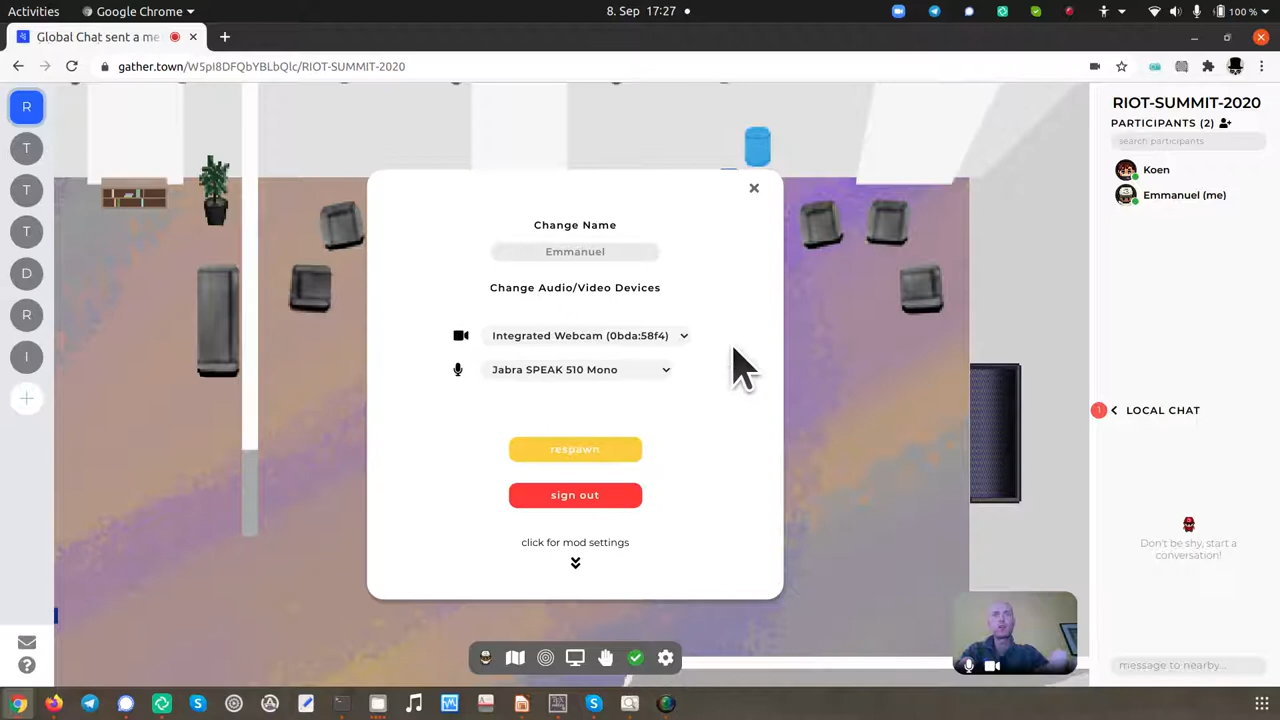 Activities
Google Chrome
8. Sep 17:27
100 %
Global Chat sent a me
gather.town/W5pI8DFQbYBLbQlc/RIOT-SUMMIT-2020
R
T
T
T
D
R
I
RIOT-SUMMIT-2020
PARTICIPANTS (2)
search participants
Koen
Emmanuel (me)
Change Name
Emmanuel
Change Audio/Video Devices
Integrated Webcam (0bda:58f4)
Jabra SPEAK 510 Mono
respawn
sign out
click for mod settings
1
LOCAL CHAT
Don't be shy, start a
conversation!
message to nearby...